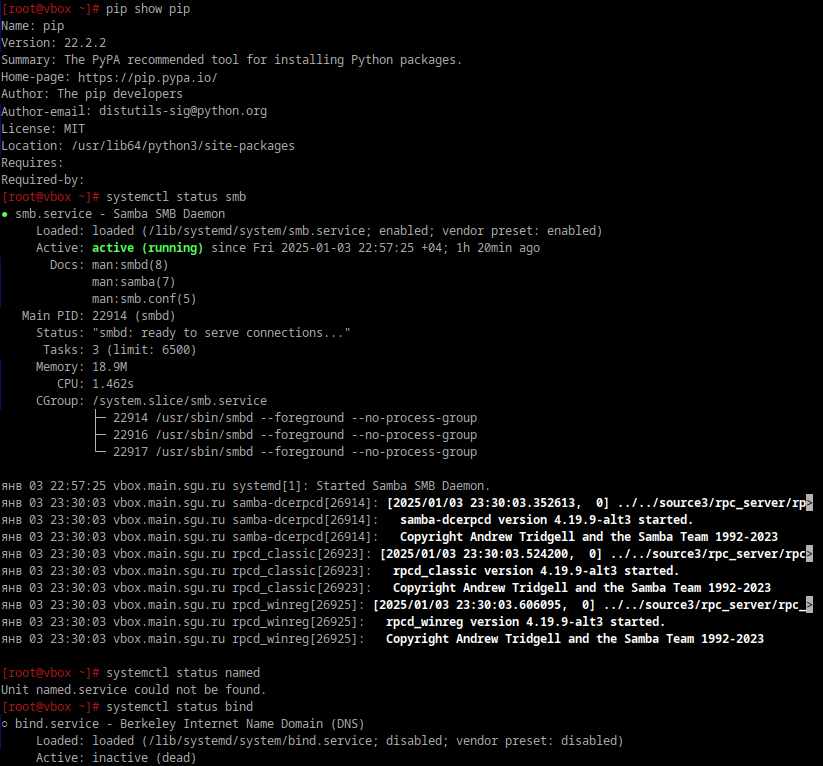 [root@vbox ~]# pip show pip
Name: pip
Version: 22.2.2
Summary: The PyPA recommended tool for installing Python packages.
Home-page: https://pip.pypa.io/
Author: The pip developers
Author-email: distutils-sig@python.org
License: MIT
Location: /usr/lib64/python3/site-packages
Requires:
Required-by:
[root@vbox ~]# systemctl status smb
● smb.service - Samba SMB Daemon
     Loaded: loaded (/lib/systemd/system/smb.service; enabled; vendor preset: enabled)
     Active: active (running) since Fri 2025-01-03 22:57:25 +04; 1h 20min ago
       Docs: man:smbd(8)
             man:samba(7)
             man:smb.conf(5)
   Main PID: 22914 (smbd)
     Status: "smbd: ready to serve connections..."
      Tasks: 3 (limit: 6500)
     Memory: 18.9M
        CPU: 1.462s
     CGroup: /system.slice/smb.service
             ├─ 22914 /usr/sbin/smbd --foreground --no-process-group
             ├─ 22916 /usr/sbin/smbd --foreground --no-process-group
             └─ 22917 /usr/sbin/smbd --foreground --no-process-group
янв 03 22:57:25 vbox.main.sgu.ru systemd[1]: Started Samba SMB Daemon.
янв 03 23:30:03 vbox.main.sgu.ru samba-dcerpcd[26914]: [2025/01/03 23:30:03.352613,  0] ../../source3/rpc_server/rp>
янв 03 23:30:03 vbox.main.sgu.ru samba-dcerpcd[26914]:   samba-dcerpcd version 4.19.9-alt3 started.
янв 03 23:30:03 vbox.main.sgu.ru samba-dcerpcd[26914]:   Copyright Andrew Tridgell and the Samba Team 1992-2023
янв 03 23:30:03 vbox.main.sgu.ru rpcd_classic[26923]: [2025/01/03 23:30:03.524200,  0] ../../source3/rpc_server/rpc>
янв 03 23:30:03 vbox.main.sgu.ru rpcd_classic[26923]:   rpcd_classic version 4.19.9-alt3 started.
янв 03 23:30:03 vbox.main.sgu.ru rpcd_classic[26923]:   Copyright Andrew Tridgell and the Samba Team 1992-2023
янв 03 23:30:03 vbox.main.sgu.ru rpcd_winreg[26925]: [2025/01/03 23:30:03.606095,  0] ../../source3/rpc_server/rpc_>
янв 03 23:30:03 vbox.main.sgu.ru rpcd_winreg[26925]:   rpcd_winreg version 4.19.9-alt3 started.
янв 03 23:30:03 vbox.main.sgu.ru rpcd_winreg[26925]:   Copyright Andrew Tridgell and the Samba Team 1992-2023
[root@vbox ~]# systemctl status named
Unit named.service could not be found.
[root@vbox ~]# systemctl status bind
○ bind.service - Berkeley Internet Name Domain (DNS)
     Loaded: loaded (/lib/systemd/system/bind.service; disabled; vendor preset: disabled)
     Active: inactive (dead)